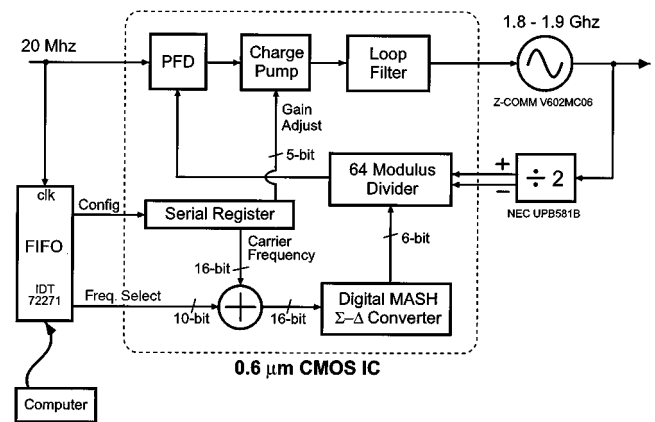 1.8 - 1.9 Ghz
20 Mhz
PFD
Charge
Pump
Loop
Filter
Z-COMM V602MC06
Gain
Adjust
5-bit
64 Modulus
Divider
+
–
÷ 2
NEC UPB581B
clk
Config
Serial Register
FIFO
Carrier
Frequency
16-bit
6-bit
IDT
72271
Freq. Select
10-bit
+
16-bit
Digital MASH
Σ–Δ Converter
0.6 μm CMOS IC
Computer